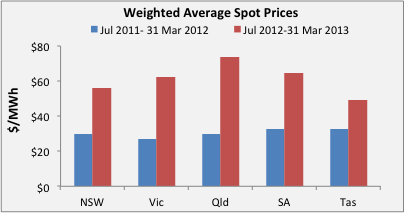 Weighted Average Spot Prices
Jul 2011- 31 Mar 2012 Jul 2012-31 Mar 2013
$/MWh
$80
$60
$40
$20
$0
NSW Vic Qld SA Tas